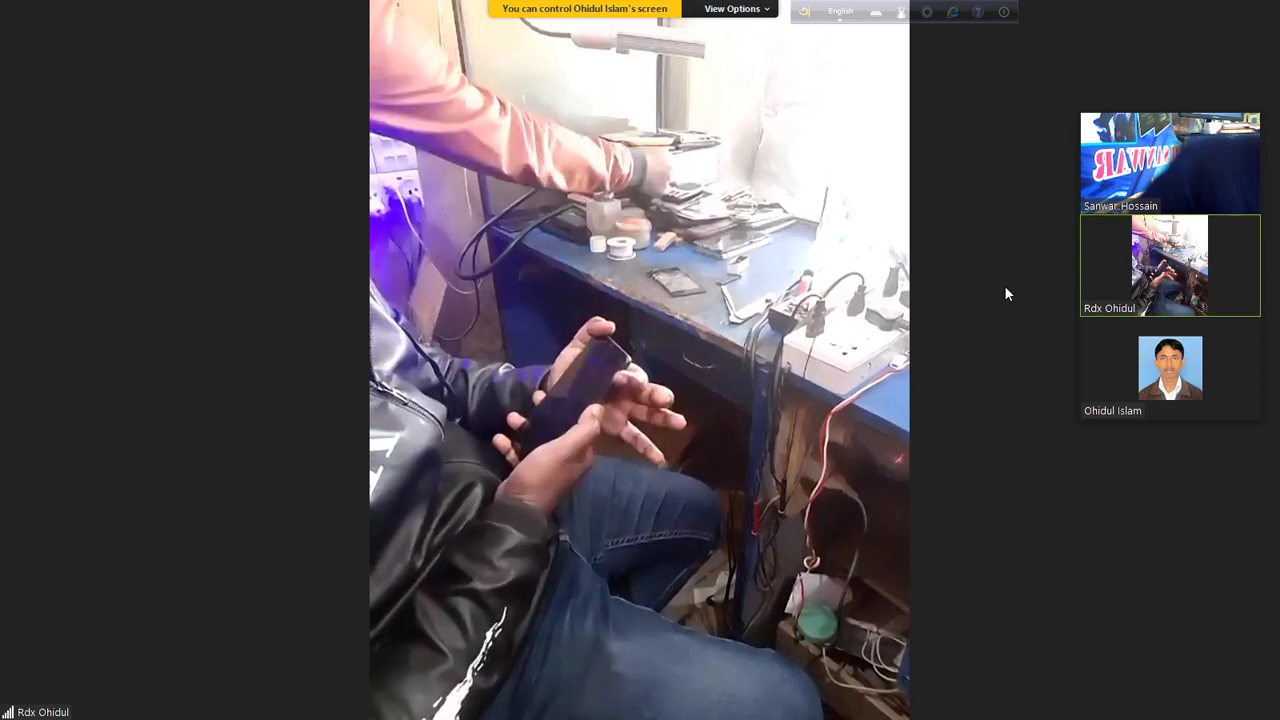 You can control Ohidul Islam's screen
View Options
English
Sanwar Hossain
Rdx Ohidul
Ohidul Islam
Rdx Ohidul